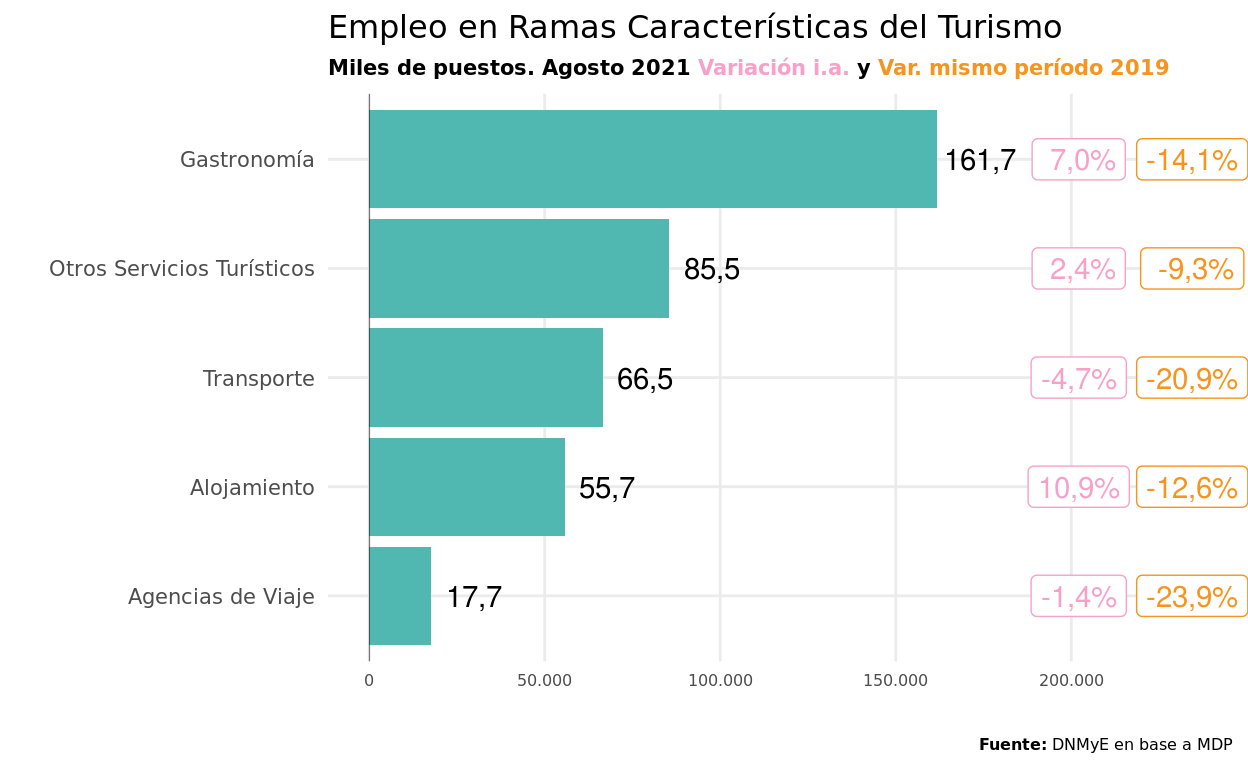 Empleo en Ramas Características del Turismo
Miles de puestos. Agosto 2021 Variación i.a. y Var. mismo período 2019
Gastronomía 161,7 7,0% -14,1%
Otros Servicios Turísticos 85,5 2,4% -9,3%
Transporte 66,5 -4,7% -20,9%
Alojamiento 55,7 10,9% -12,6%
Agencias de Viaje 17,7 -1,4% -23,9%
0 50.000 100.000 150.000 200.000
Fuente: DNMyE en base a MDP